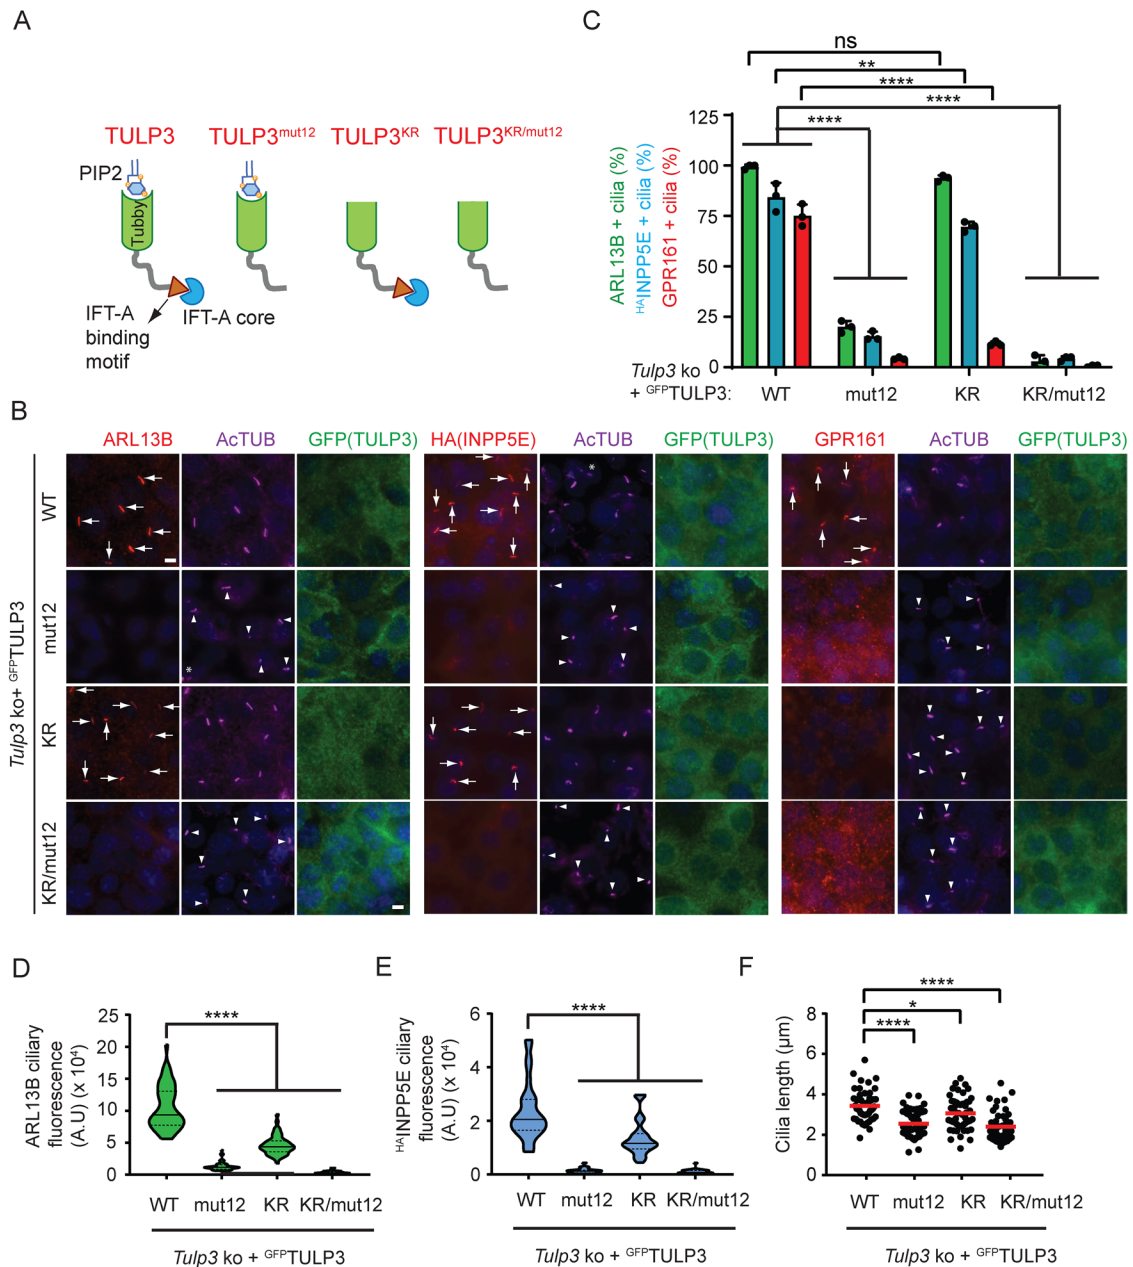 A
TULP3
TULP3mut12
TULP3KR
TULP3KR/mut12
PIP2
Tubby
IFT-A
binding
motif
IFT-A core
C
ns
**
****
****
****
ARL13B + cilia (%)
HAINPP5E + cilia (%)
GPR161 + cilia (%)
125
100
75
50
25
0
Tulp3 ko
+ GFPTULP3:
WT
mut12
KR
KR/mut12
B
ARL13B
AcTUB
GFP(TULP3)
HA(INPP5E)
AcTUB
GFP(TULP3)
GPR161
AcTUB
GFP(TULP3)
Tulp3 ko+ GFPTULP3
WT
*
mut12
*
KR
KR/mut12
D
ARL13B ciliary
fluorescence
(A.U) (x 10⁴)
25
15
10
5
0
****
WT
mut12
KR
KR/mut12
Tulp3 ko + GFPTULP3
E
HAINPP5E ciliary
fluorescence
(A.U) (x 10⁴)
6
4
2
0
****
WT
mut12
KR
KR/mut12
Tulp3 ko + GFPTULP3
F
Cilia length (µm)
8
6
4
2
0
****
*
****
WT
mut12
KR
KR/mut12
Tulp3 ko + GFPTULP3